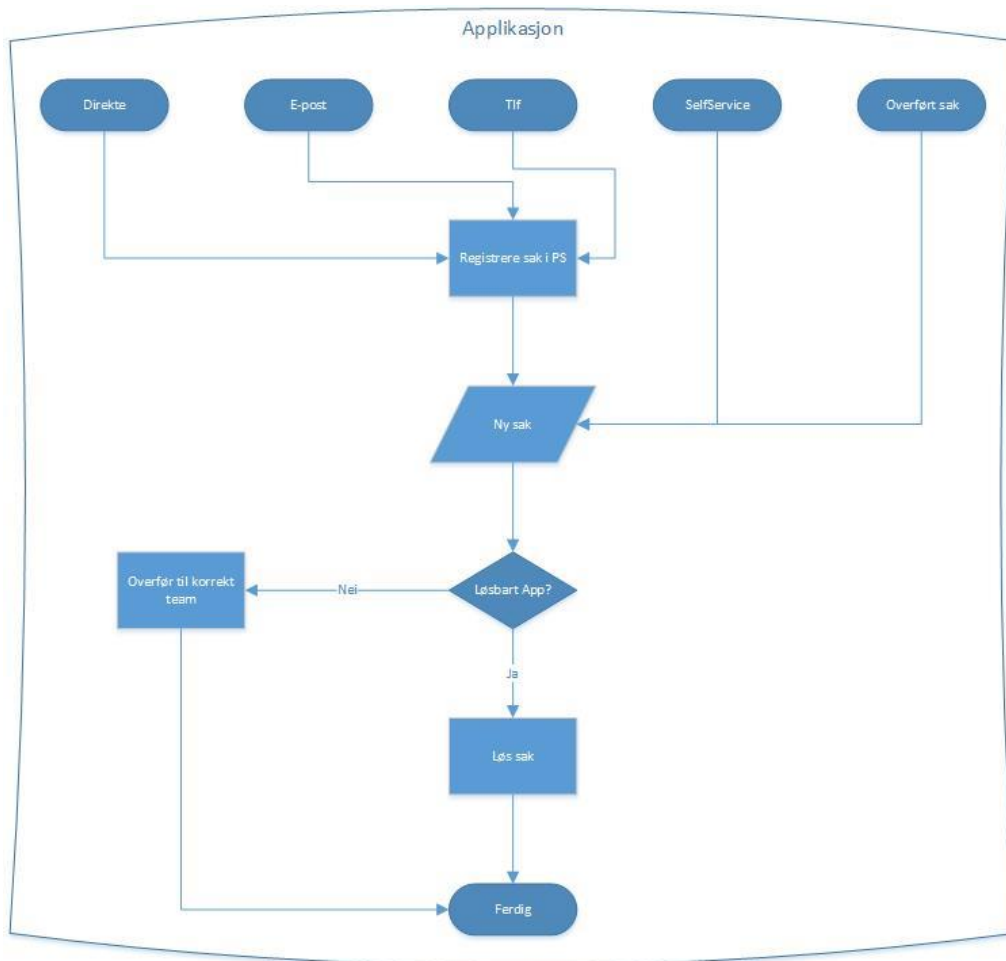 Applikasjon
Direkte
E-post
Tlf
SelfService
Overført sak
Registrere sak i PS
Ny sak
Løsbart App?
Nei
Overfør til korrekt
team
Ja
Løs sak
Ferdig